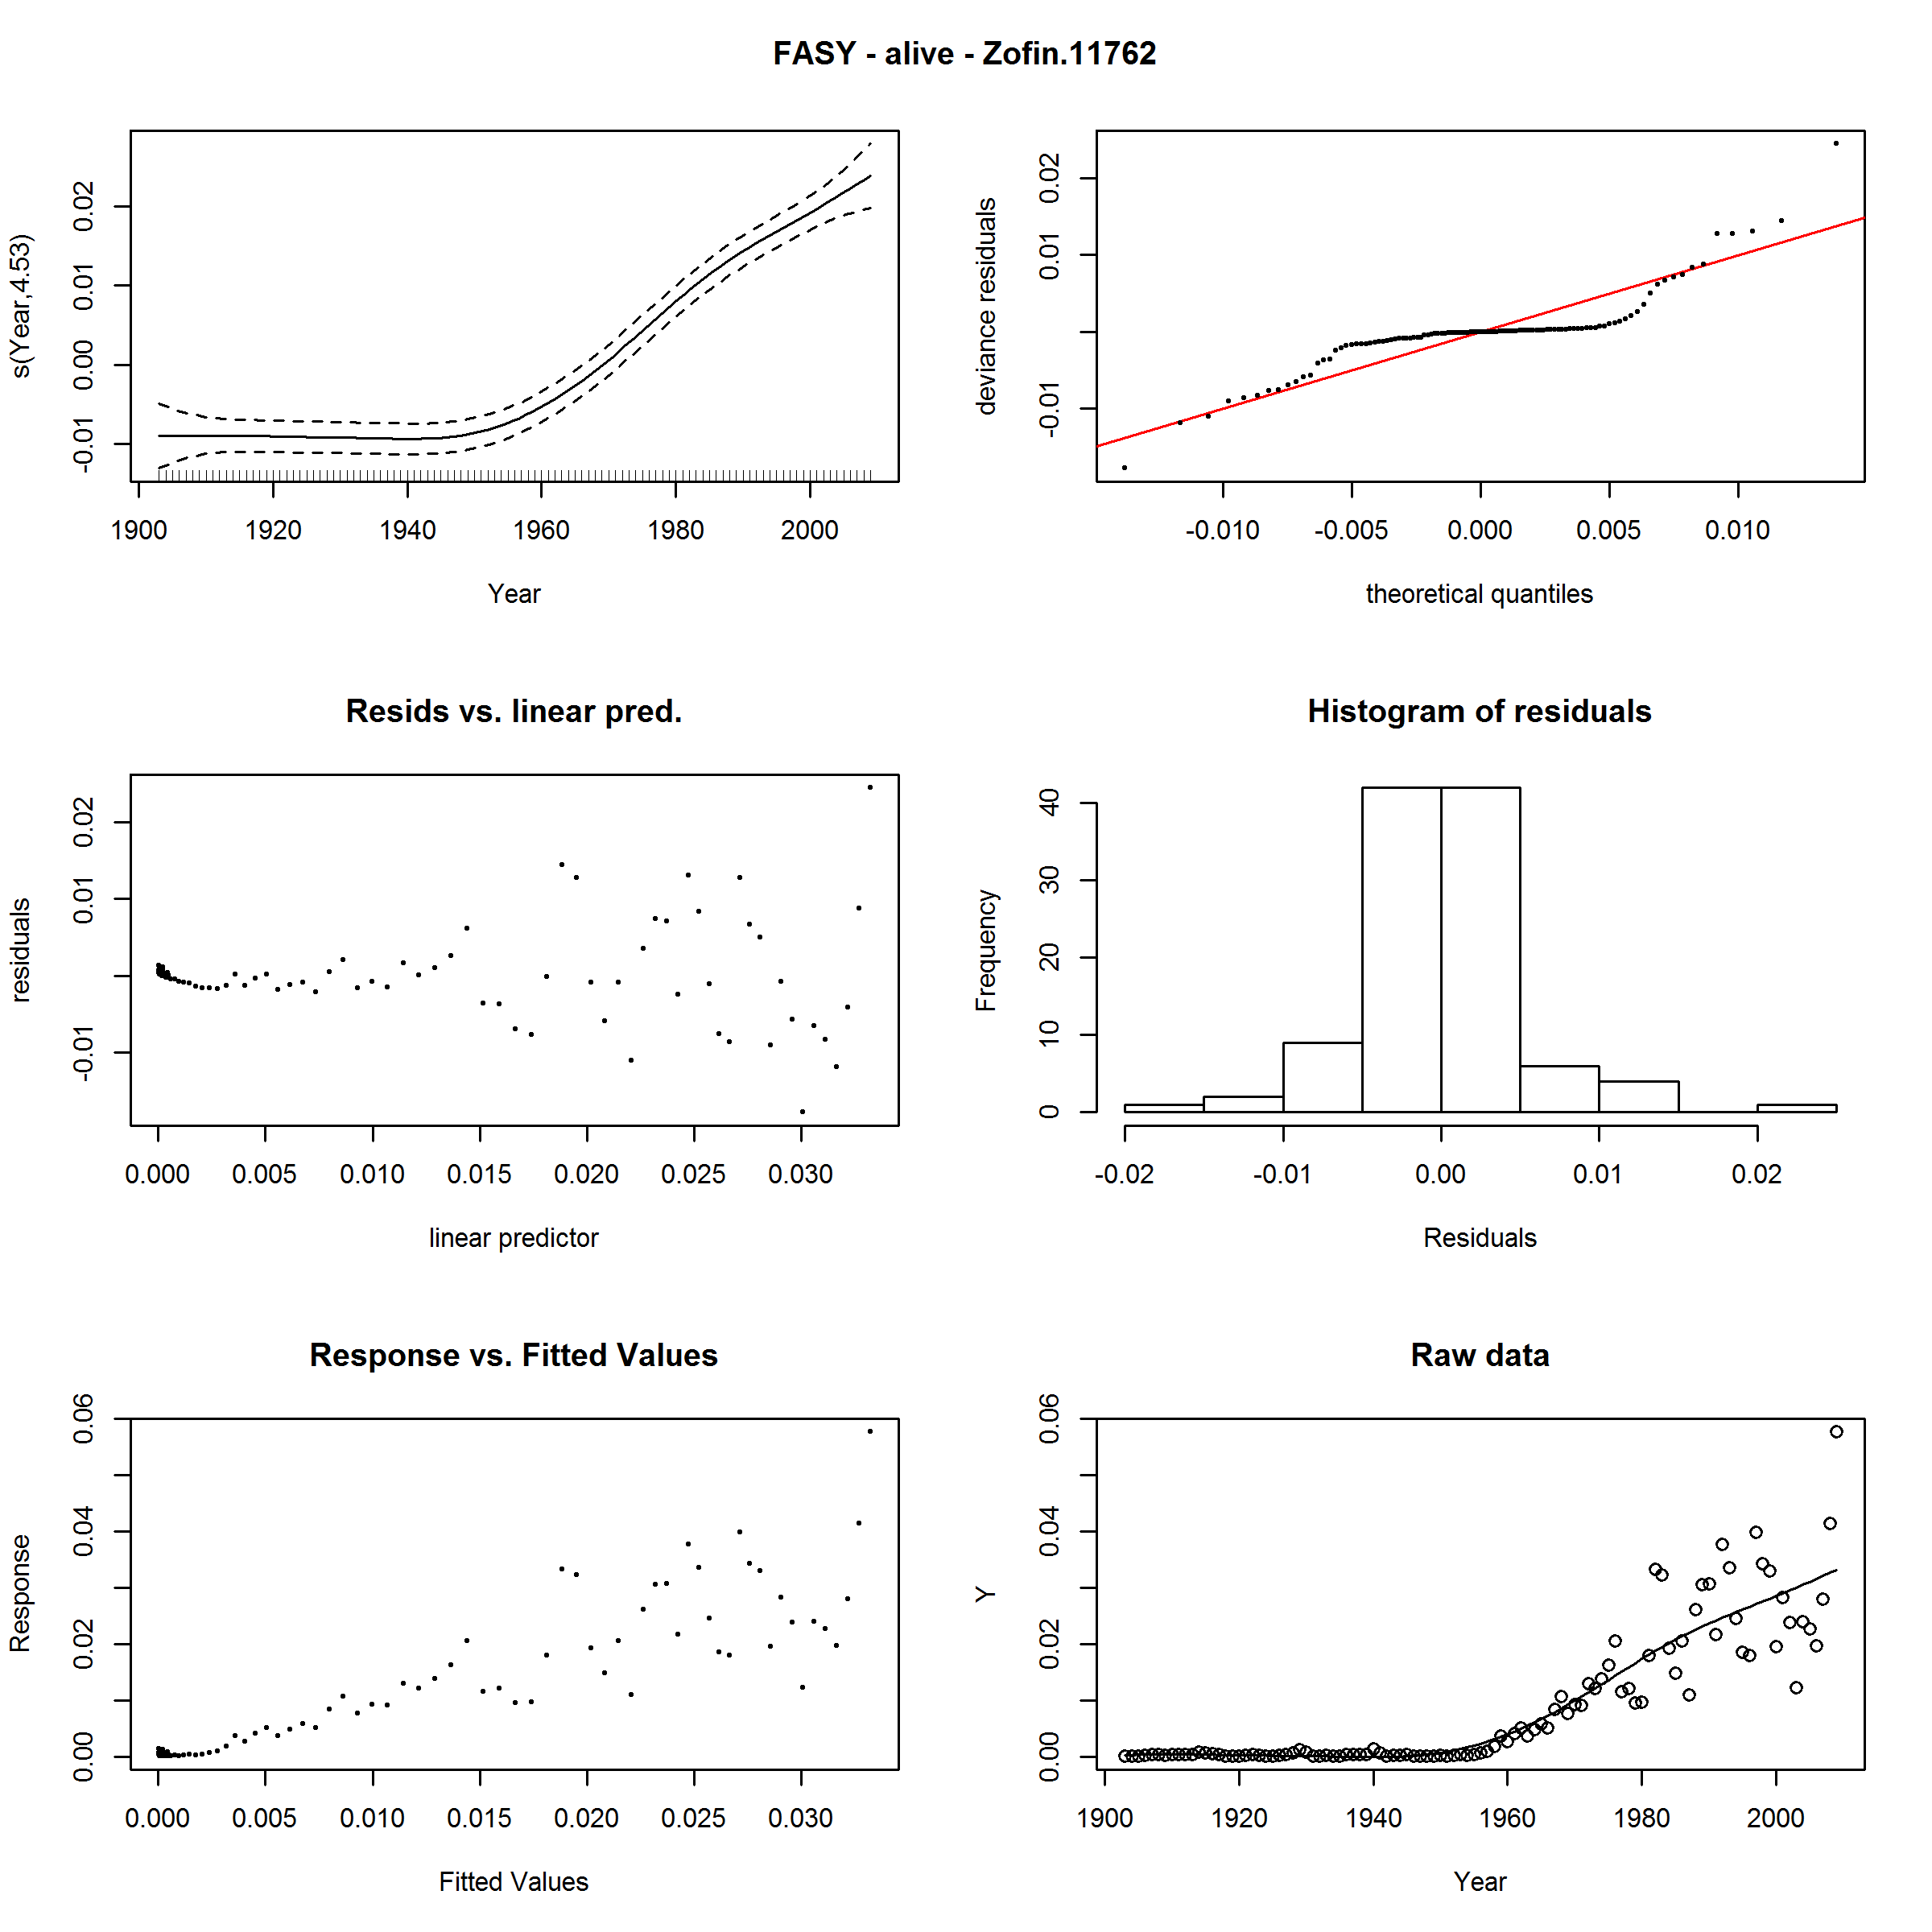 FASY - alive - Zofin.11762
s(Year,4.53)
-0.01 0.00 0.01 0.02
1900 1920 1940 1960 1980 2000
Year
deviance residuals
-0.01 0.01 0.02
-0.010 -0.005 0.000 0.005 0.010
theoretical quantiles
Resids vs. linear pred.
residuals
-0.01 0.01 0.02
0.000 0.005 0.010 0.015 0.020 0.025 0.030
linear predictor
Histogram of residuals
Frequency
0 10 20 30 40
-0.02 -0.01 0.00 0.01 0.02
Residuals
Response vs. Fitted Values
Response
0.00 0.02 0.04 0.06
0.000 0.005 0.010 0.015 0.020 0.025 0.030
Fitted Values
Raw data
Y
0.00 0.02 0.04 0.06
1900 1920 1940 1960 1980 2000
Year